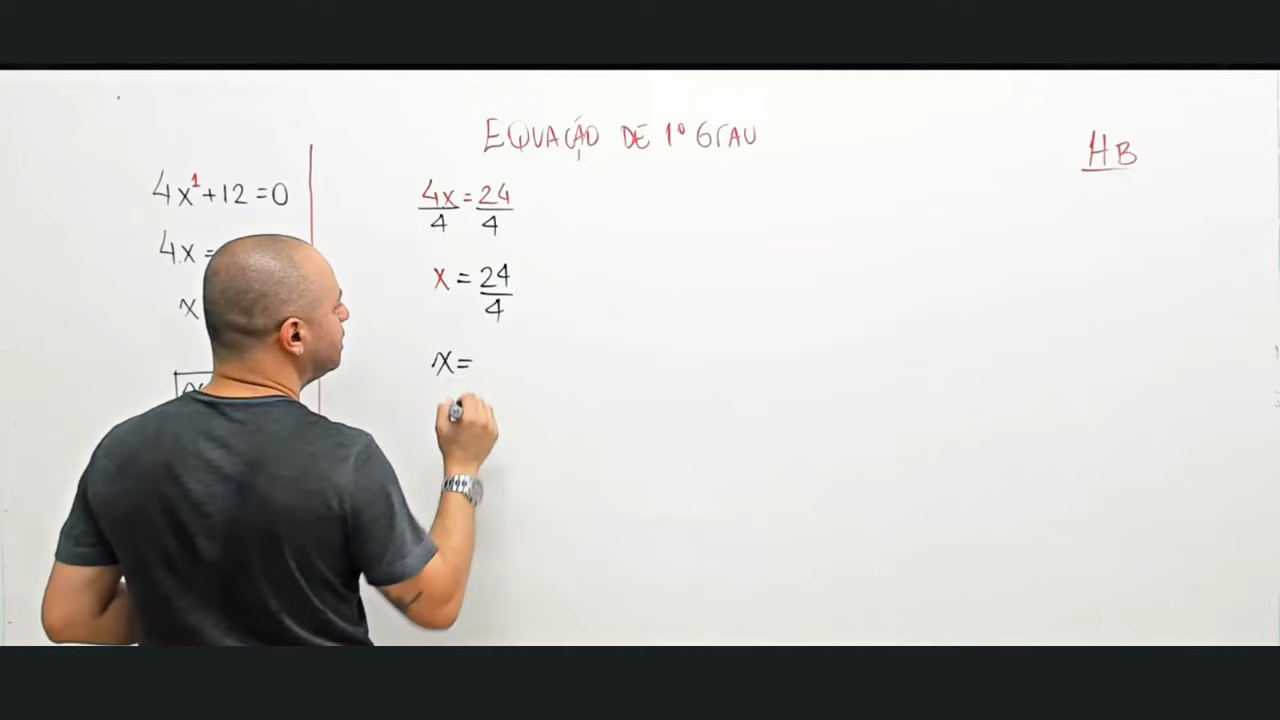 EQUAÇÃO DE 1º GrAU
HB
4x¹+12=0
4x=
x
4x/4=24/4
x=24/4
x=